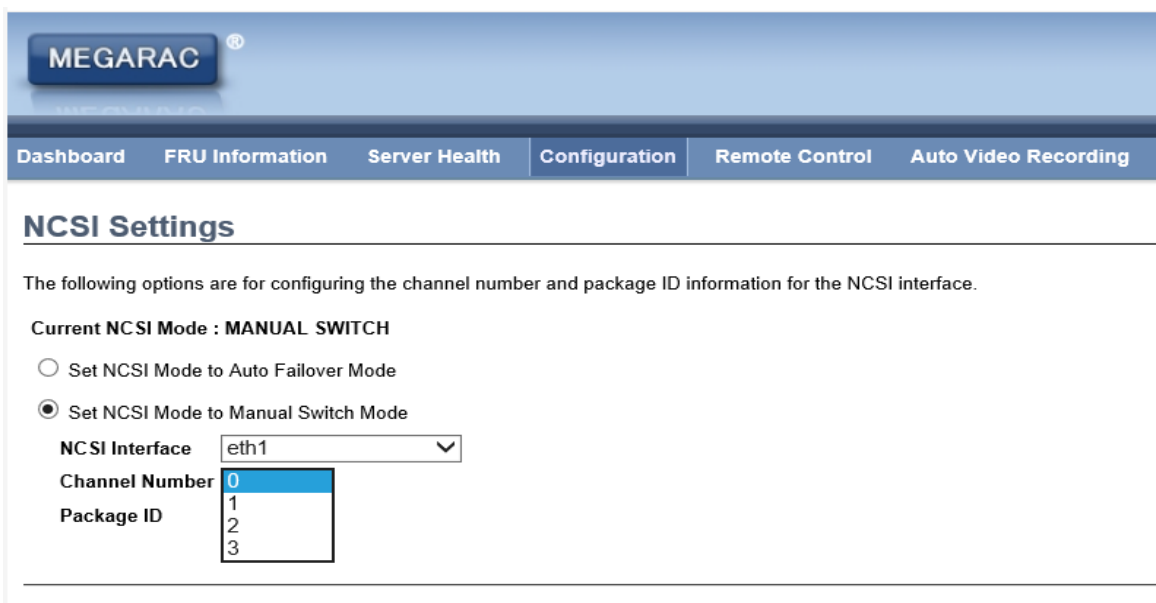 MEGARAC ®
Dashboard FRU Information Server Health Configuration Remote Control Auto Video Recording
NCSI Settings
The following options are for configuring the channel number and package ID information for the NCSI interface.
Current NCSI Mode : MANUAL SWITCH
Set NCSI Mode to Auto Failover Mode
Set NCSI Mode to Manual Switch Mode
NCSI Interface eth1
Channel Number 0
1
Package ID
2
3